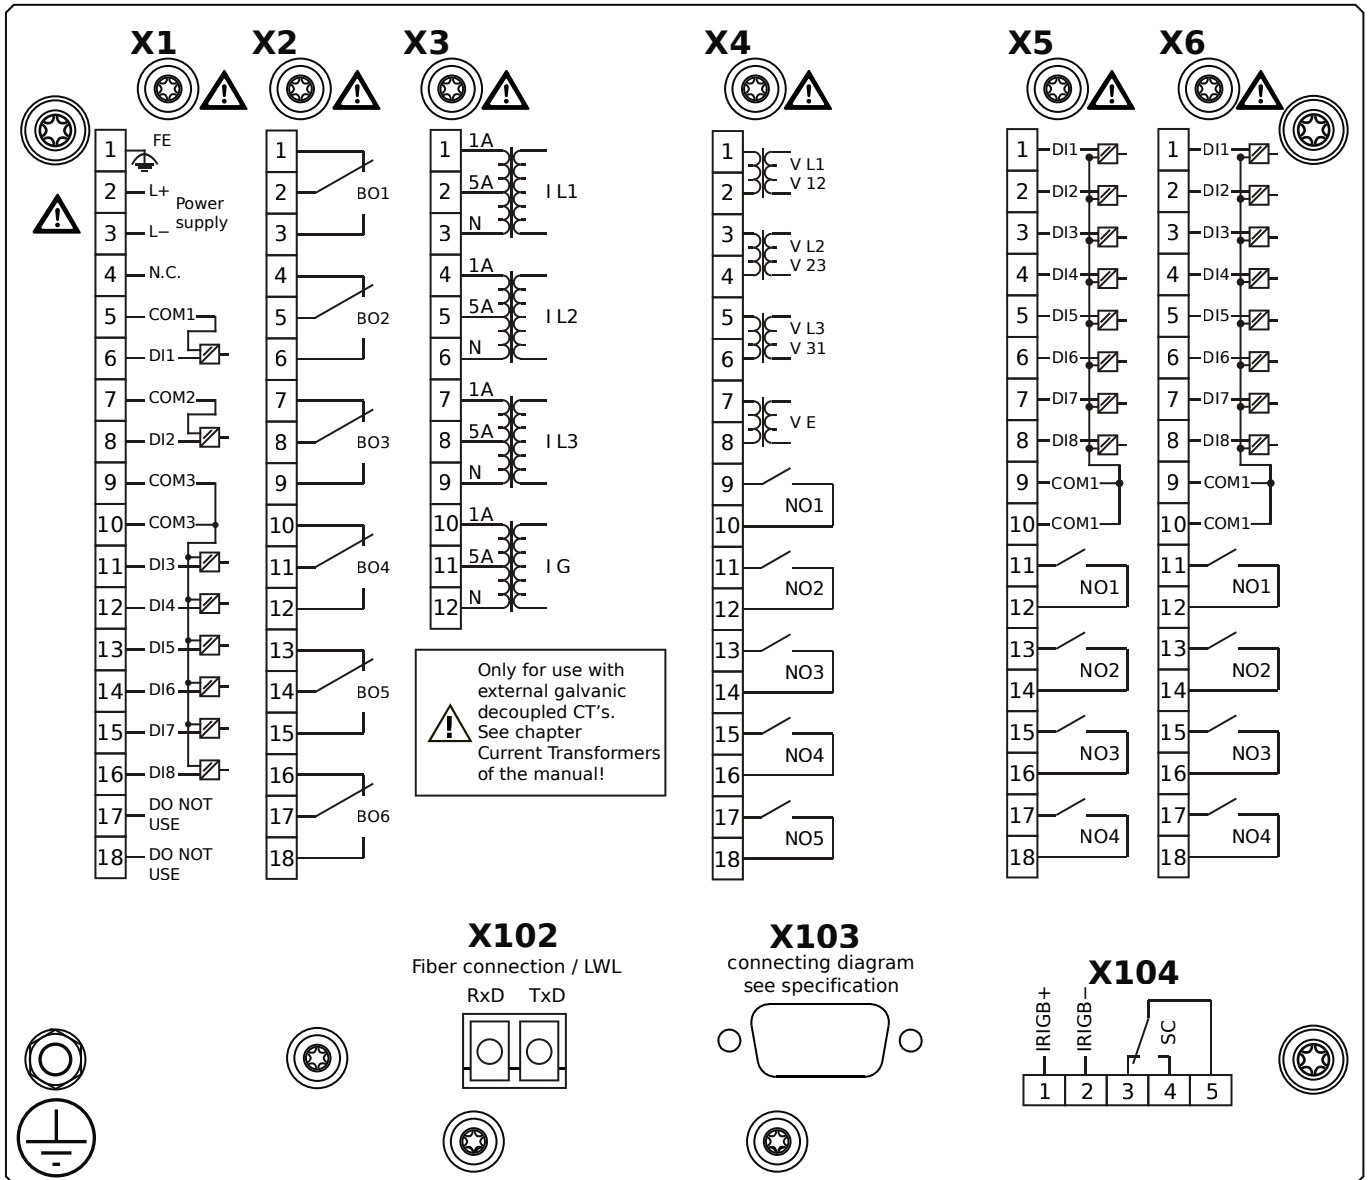 X1
X2
X3
X4
X5
X6
1 FE
2 L+
Power
supply
3 L−
4 N.C.
5 COM1
6 DI1
7 COM2
8 DI2
9 COM3
10 COM3
11 DI3
12 DI4
13 DI5
14 DI6
15 DI7
16 DI8
17 DO NOT
USE
18 DO NOT
USE
1
2 BO1
3
4
5 BO2
6
7
8 BO3
9
10
11 BO4
12
13
14 BO5
15
16
17 BO6
18
1 1A
2 5A I L1
3 N
4 1A
5 5A I L2
6 N
7 1A
8 5A I L3
9 N
10 1A
11 5A I G
12 N
Only for use with
external galvanic
decoupled CT's.
See chapter
Current Transformers
of the manual!
1 V L1
2 V 12
3 V L2
4 V 23
5 V L3
6 V 31
7
V E
8
9
NO1
10
11
NO2
12
13
NO3
14
15
NO4
16
17
NO5
18
1 DI1
2 DI2
3 DI3
4 DI4
5 DI5
6 DI6
7 DI7
8 DI8
9 COM1
10 COM1
11
NO1
12
13
NO2
14
15
NO3
16
17
NO4
18
1 DI1
2 DI2
3 DI3
4 DI4
5 DI5
6 DI6
7 DI7
8 DI8
9 COM1
10 COM1
11
NO1
12
13
NO2
14
15
NO3
16
17
NO4
18
X102
Fiber connection / LWL
RxD TxD
X103
connecting diagram
see specification
X104
IRIGB+
IRIGB−
SC
1 2 3 4 5